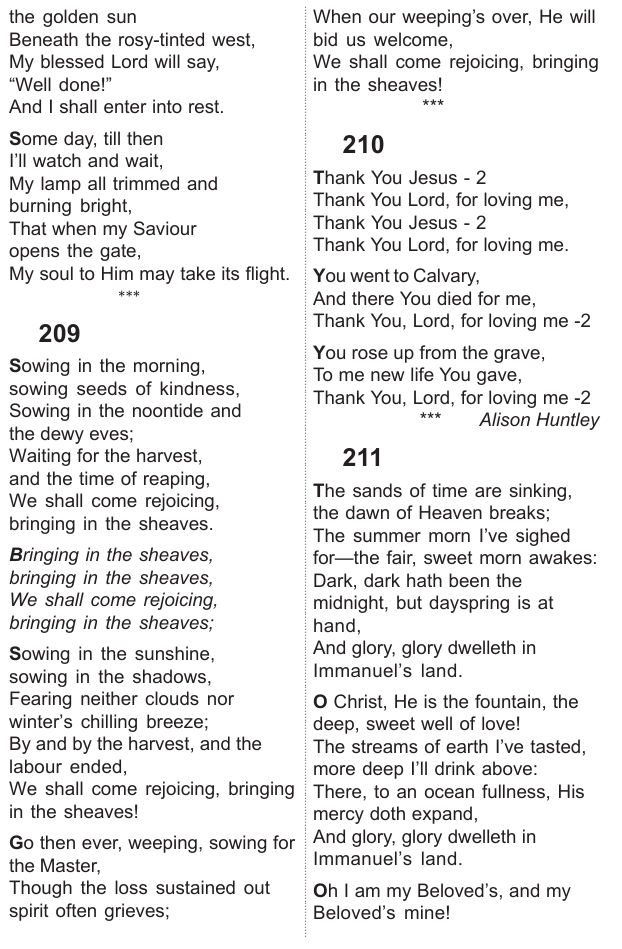 the golden sun
Beneath the rosy-tinted west,
My blessed Lord will say,
“Well done!”
And I shall enter into rest.
Some day, till then
I’ll watch and wait,
My lamp all trimmed and
burning bright,
That when my Saviour
opens the gate,
My soul to Him may take its flight.
***
209
Sowing in the morning,
sowing seeds of kindness,
Sowing in the noontide and
the dewy eves;
Waiting for the harvest,
and the time of reaping,
We shall come rejoicing,
bringing in the sheaves.
Bringing in the sheaves,
bringing in the sheaves,
We shall come rejoicing,
bringing in the sheaves;
Sowing in the sunshine,
sowing in the shadows,
Fearing neither clouds nor
winter’s chilling breeze;
By and by the harvest, and the
labour ended,
We shall come rejoicing, bringing
in the sheaves!
Go then ever, weeping, sowing for
the Master,
Though the loss sustained out
spirit often grieves;
When our weeping’s over, He will
bid us welcome,
We shall come rejoicing, bringing
in the sheaves!
***
210
Thank You Jesus - 2
Thank You Lord, for loving me,
Thank You Jesus - 2
Thank You Lord, for loving me.
You went to Calvary,
And there You died for me,
Thank You, Lord, for loving me -2
You rose up from the grave,
To me new life You gave,
Thank You, Lord, for loving me -2
*** Alison Huntley
211
The sands of time are sinking,
the dawn of Heaven breaks;
The summer morn I’ve sighed
for—the fair, sweet morn awakes:
Dark, dark hath been the
midnight, but dayspring is at
hand,
And glory, glory dwelleth in
Immanuel’s land.
O Christ, He is the fountain, the
deep, sweet well of love!
The streams of earth I’ve tasted,
more deep I’ll drink above:
There, to an ocean fullness, His
mercy doth expand,
And glory, glory dwelleth in
Immanuel’s land.
Oh I am my Beloved’s, and my
Beloved’s mine!